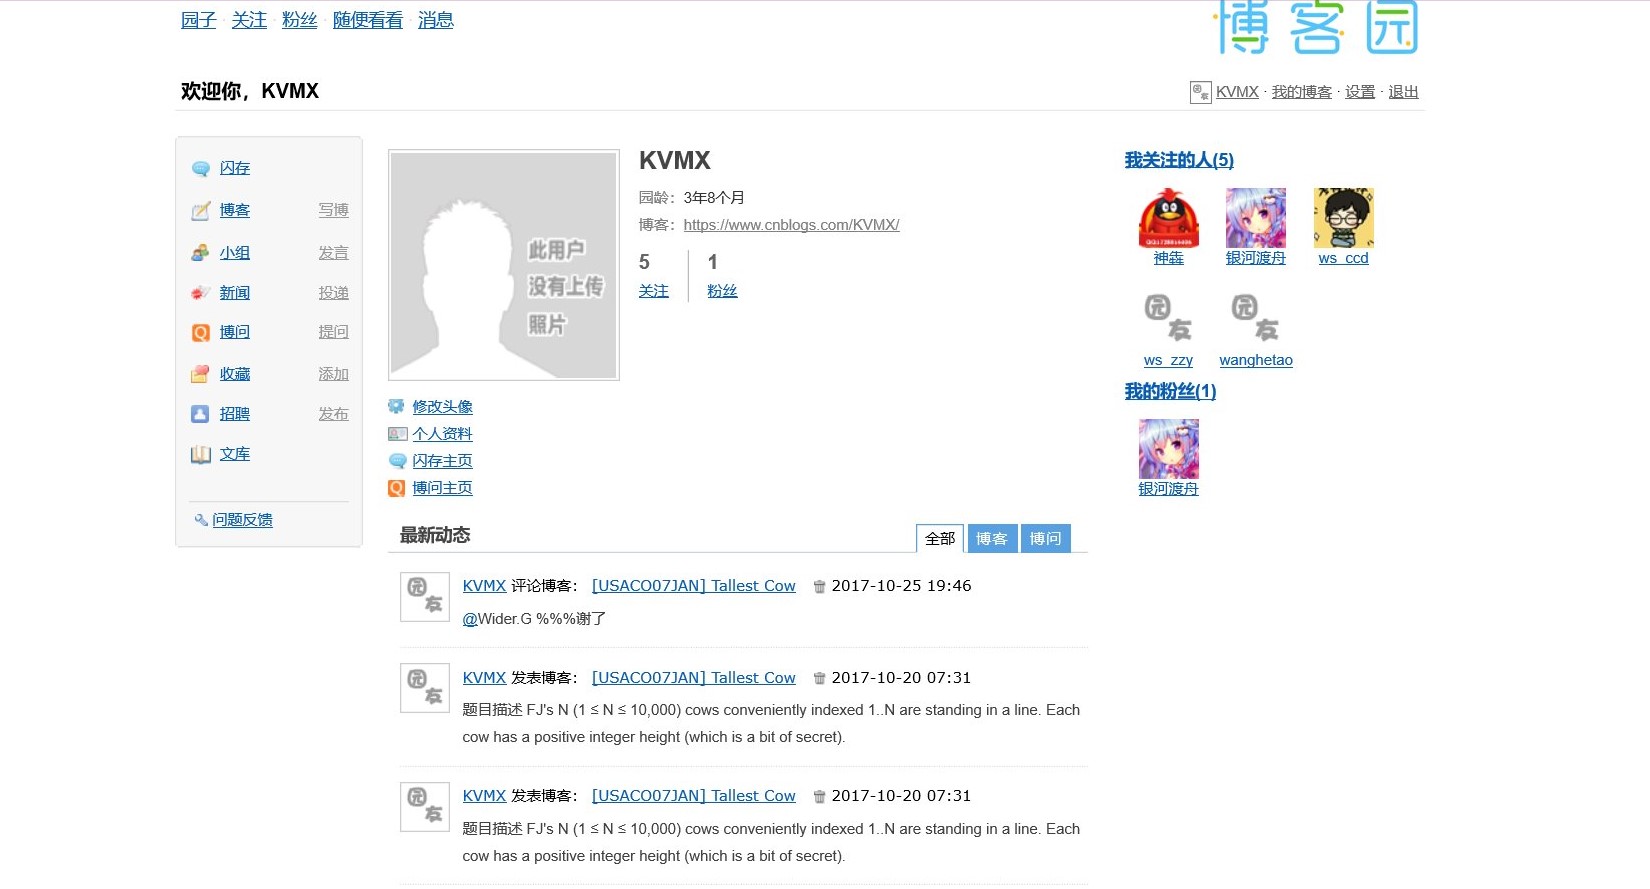 园子 · 关注 · 粉丝 · 随便看看 · 消息
博客园
欢迎你，KVMX
KVMX · 我的博客 · 设置 · 退出
闪存
博客 写博
小组 发言
新闻 投递
博问 提问
收藏 添加
招聘 发布
文库
问题反馈
此用户
没有上传
照片
KVMX
园龄：3年8个月
博客：https://www.cnblogs.com/KVMX/
5
关注
1
粉丝
修改头像
个人资料
闪存主页
博问主页
我关注的人(5)
神犇
银河渡舟
ws_ccd
园友
ws_zzy
园友
wanghetao
我的粉丝(1)
银河渡舟
最新动态
全部 博客 博问
园友
KVMX 评论博客： [USACO07JAN] Tallest Cow 2017-10-25 19:46
@Wider.G %%%谢了
园友
KVMX 发表博客： [USACO07JAN] Tallest Cow 2017-10-20 07:31
题目描述 FJ's N (1 ≤ N ≤ 10,000) cows conveniently indexed 1..N are standing in a line. Each
cow has a positive integer height (which is a bit of secret).
园友
KVMX 发表博客： [USACO07JAN] Tallest Cow 2017-10-20 07:31
题目描述 FJ's N (1 ≤ N ≤ 10,000) cows conveniently indexed 1..N are standing in a line. Each
cow has a positive integer height (which is a bit of secret).